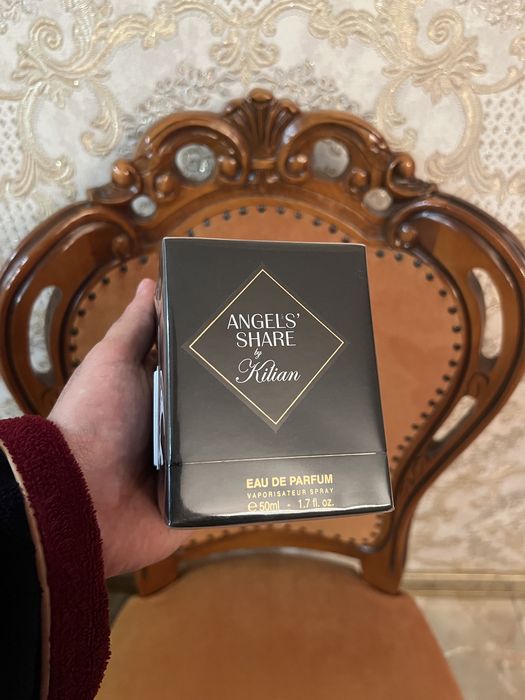 ANGELS'
SHARE
by
Kilian
EAU DE PARFUM
VAPORISATEUR SPRAY
℮ 50ml - 1.7 fl. oz.